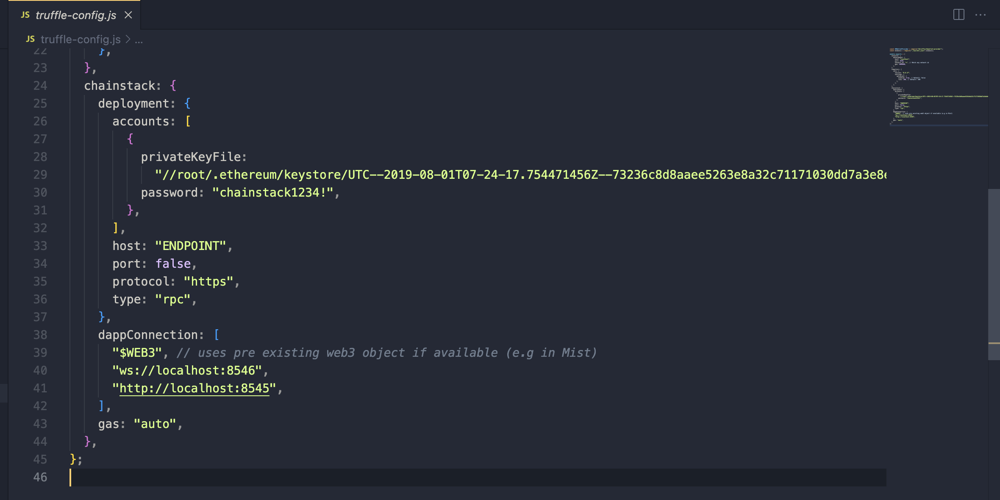 JS truffle-config.js
JS truffle-config.js > ...
22 },
23 },
24 chainstack: {
25 deployment: {
26 accounts: [
27 {
28 privateKeyFile:
29 "//root/.ethereum/keystore/UTC--2019-08-01T07-24-17.754471456Z--73236c8d8aaee5263e8a32c71171030dd7a3e8e
30 password: "chainstack1234!",
31 },
32 ],
33 host: "ENDPOINT",
34 port: false,
35 protocol: "https",
36 type: "rpc",
37 },
38 dappConnection: [
39 "$WEB3", // uses pre existing web3 object if available (e.g in Mist)
40 "ws://localhost:8546",
41 "http://localhost:8545",
42 ],
43 gas: "auto",
44 },
45 };
46